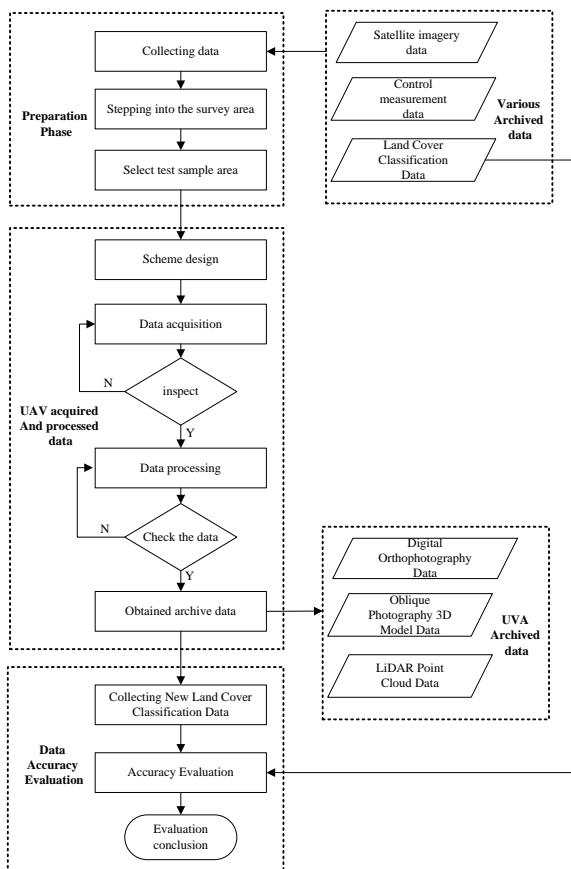 Collecting data
Stepping into the survey area
Select test sample area
Preparation
Phase
Satellite imagery
data
Control
measurement
data
Land Cover
Classification
Data
Various
Archived
data
Scheme design
Data acquisition
N
inspect
Y
UAV acquired
And processed
data
Data processing
N
Check the data
Y
Obtained archive data
Digital
Orthophotography
Data
Oblique
Photography 3D
Model Data
LiDAR Point
Cloud Data
UVA
Archived
data
Collecting New Land Cover
Classification Data
Data
Accuracy
Evaluation
Accuracy Evaluation
Evaluation
conclusion